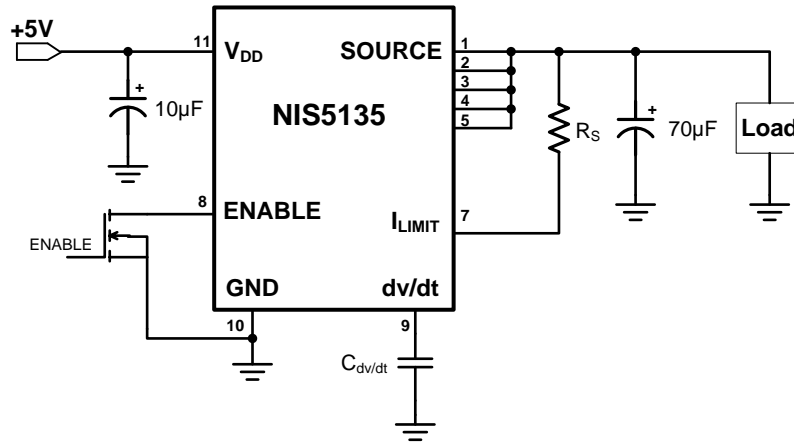 +5V
11
VDD
SOURCE
1
2
3
4
5
+
10µF
NIS5135
RS
+
70µF
Load
8
ENABLE
ENABLE
ILIMIT
7
GND
dv/dt
10
9
Cdv/dt